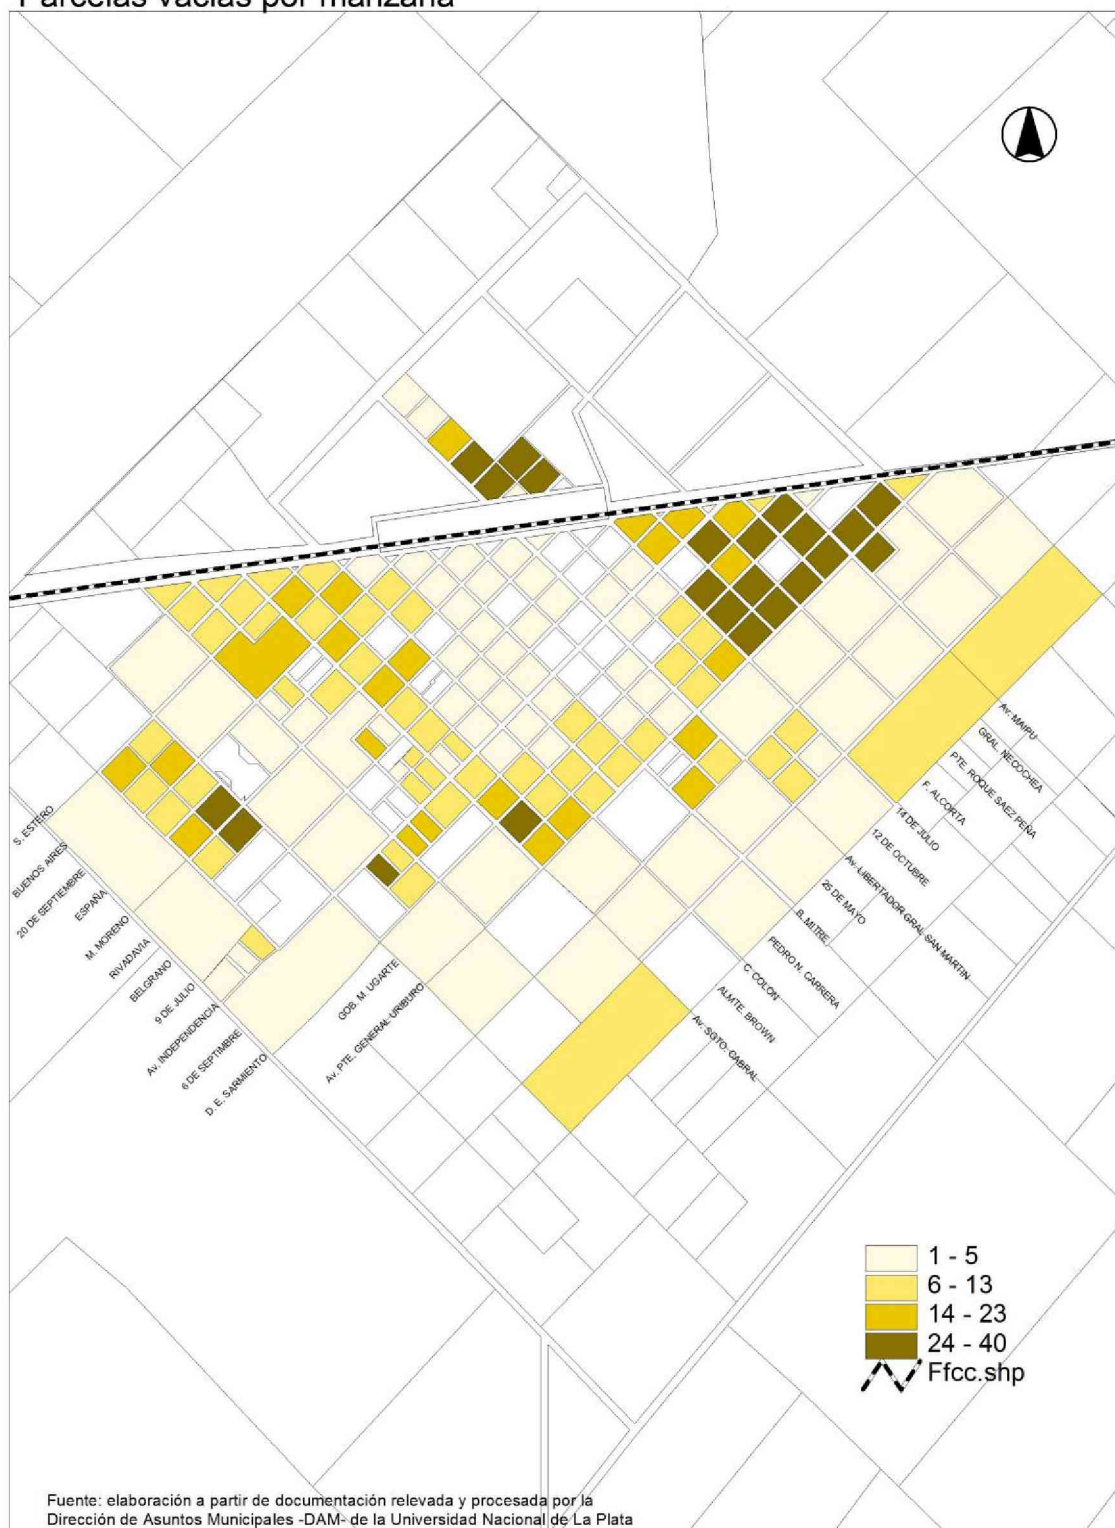 Parcelas vacías por manzana
Av. MAIPU
GRAL. NECOCHEA
PTE. ROQUE SAEZ PEÑA
F. ALCORTA
14 DE JULIO
12 DE OCTUBRE
Av. LIBERTADOR GRAL SAN MARTIN
25 DE MAYO
B. MITRE
PEDRO N. CARRERA
C. COLON
ALMTE. BROWN
Av. SGTO. CABRAL
S. ESTERO
BUENOS AIRES
20 DE SEPTIEMBRE
ESPAÑA
M. MORENO
RIVADAVIA
BELGRANO
9 DE JULIO
Av. INDEPENDENCIA
6 DE SEPTIEMBRE
D. E. SARMIENTO
GOB. M. UGARTE
Av. PTE. GENERAL URIBURO
1 - 5
6 - 13
14 - 23
24 - 40
Ffcc.shp
Fuente: elaboración a partir de documentación relevada y procesada por la
Dirección de Asuntos Municipales -DAM- de la Universidad Nacional de La Plata